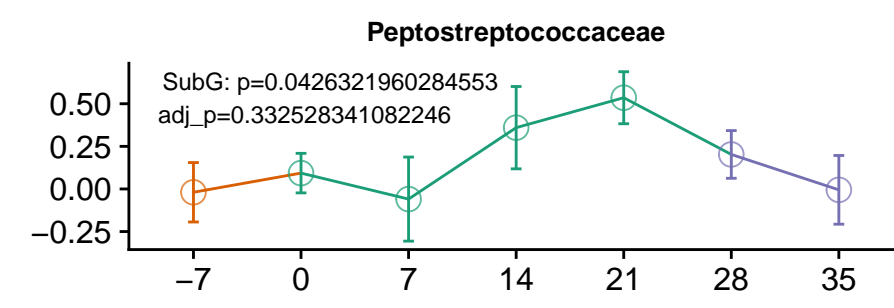 Peptostreptococcaceae
SubG: p=0.0426321960284553
adj_p=0.332528341082246
0.50
0.25
0.00
−0.25
−7 0 7 14 21 28 35